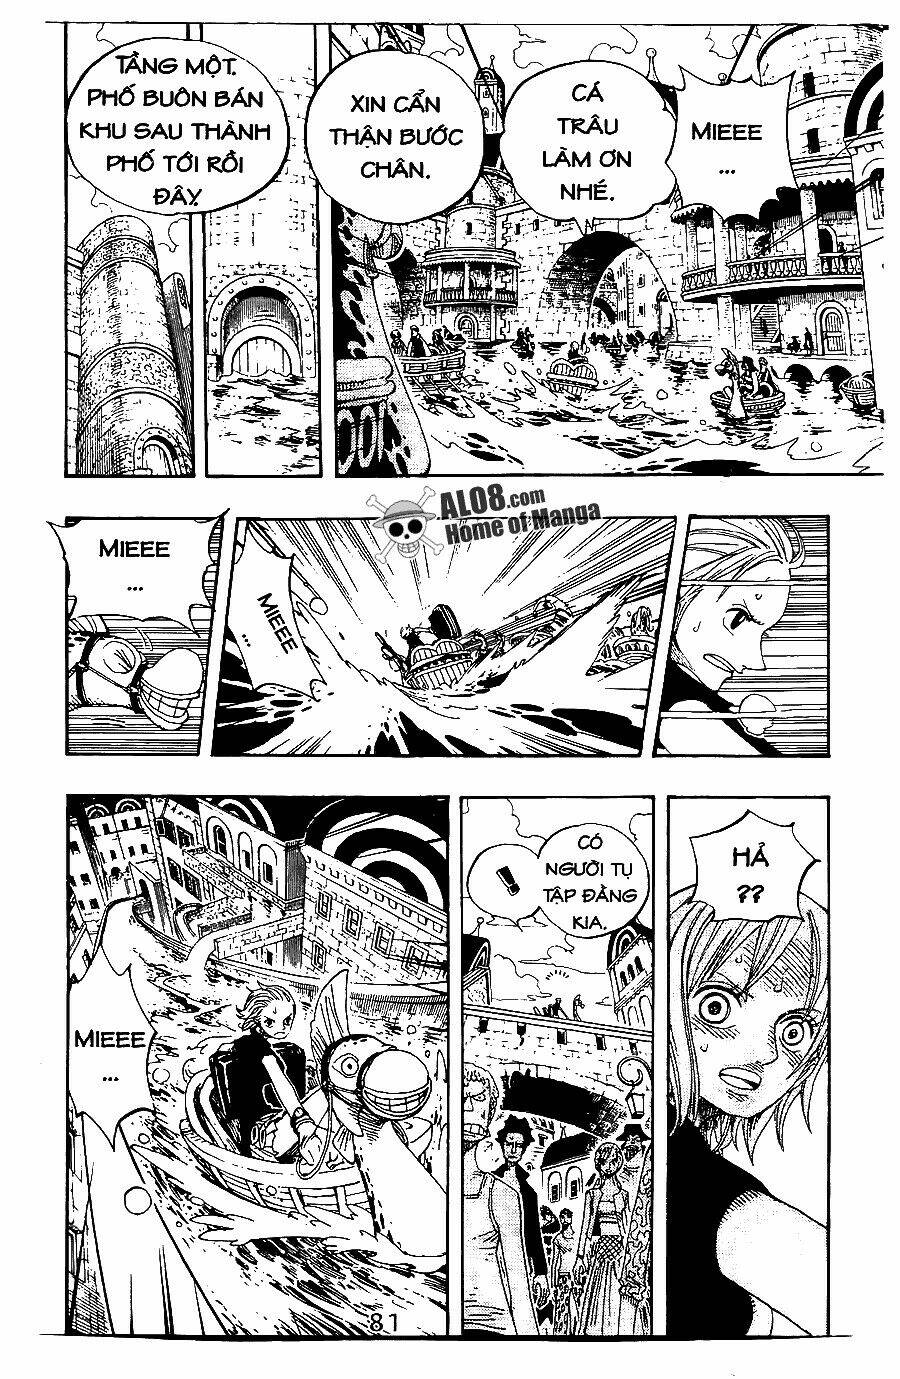 TẦNG MỘT.
PHỐ BUÔN BÁN
KHU SAU THÀNH
PHỐ TỚI RỒI
ĐÂY.
XIN CẨN
THẬN BƯỚC
CHÂN.
CÁ
TRÂU
LÀM ƠN
NHÉ.
MIEEE
...
AL08.com
Home of Manga
MIEEE
...
MIEEE
...
MIEEE
...
!
CÓ
NGƯỜI TỤ
TẬP ĐẰNG
KIA.
HẢ
??
81